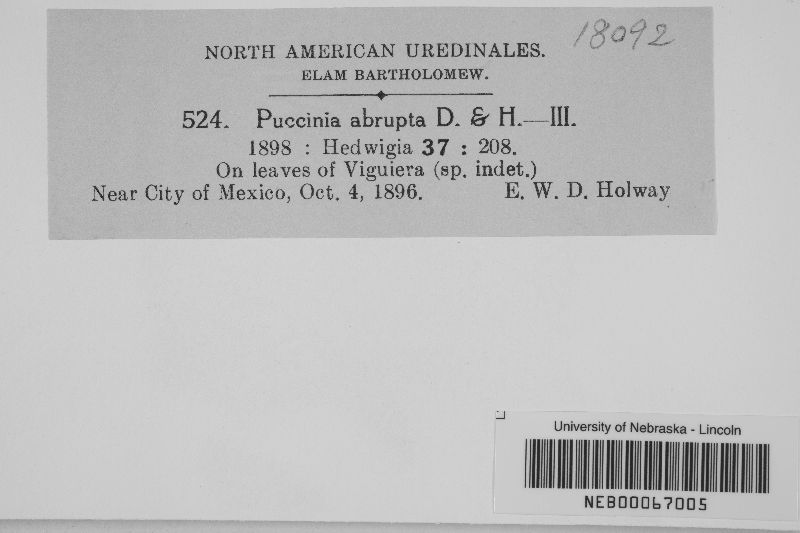 18092
NORTH AMERICAN UREDINALES.
ELAM BARTHOLOMEW.
524. Puccinia abrupta D. & H.—III.
1898 : Hedwigia 37 : 208.
On leaves of Viguiera (sp. indet.)
Near City of Mexico, Oct. 4, 1896. E. W. D. Holway
University of Nebraska - Lincoln
NEB00067005